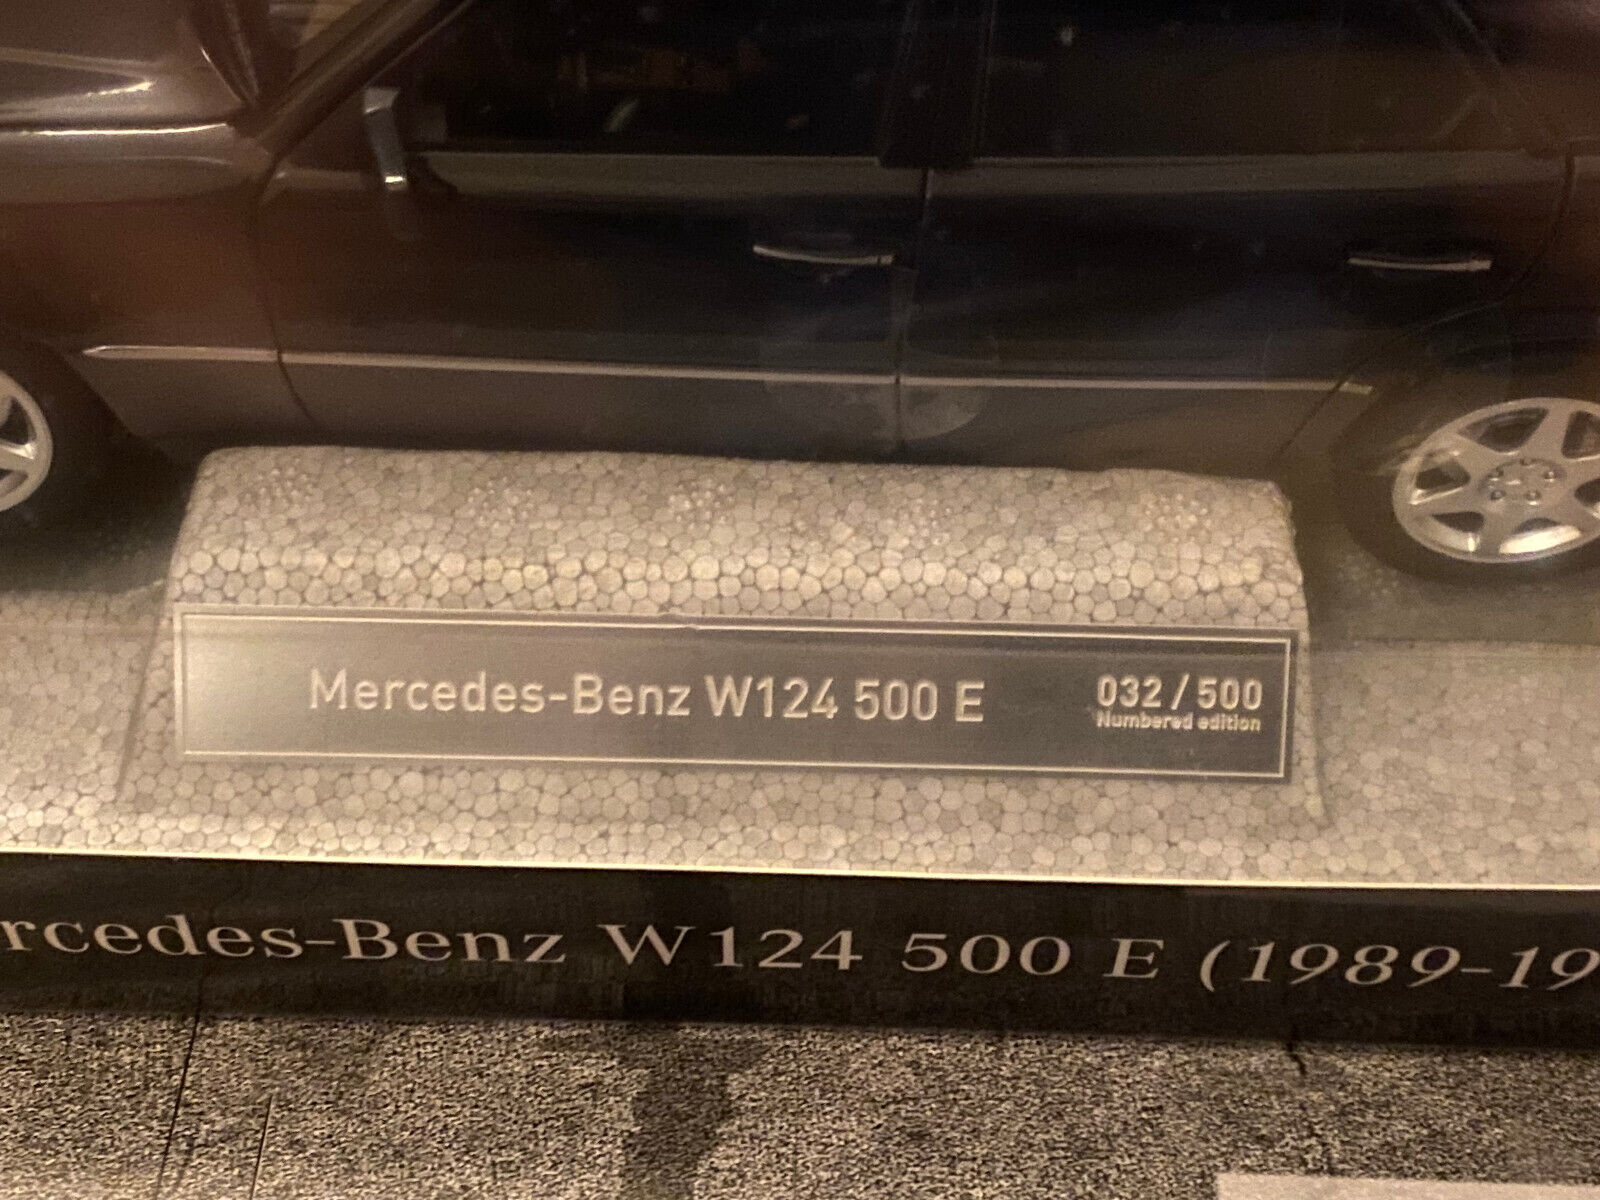 Mercedes-Benz W124 500 E
032 / 500
Numbered edition
rcedes-Benz W124 500 E (1989-19